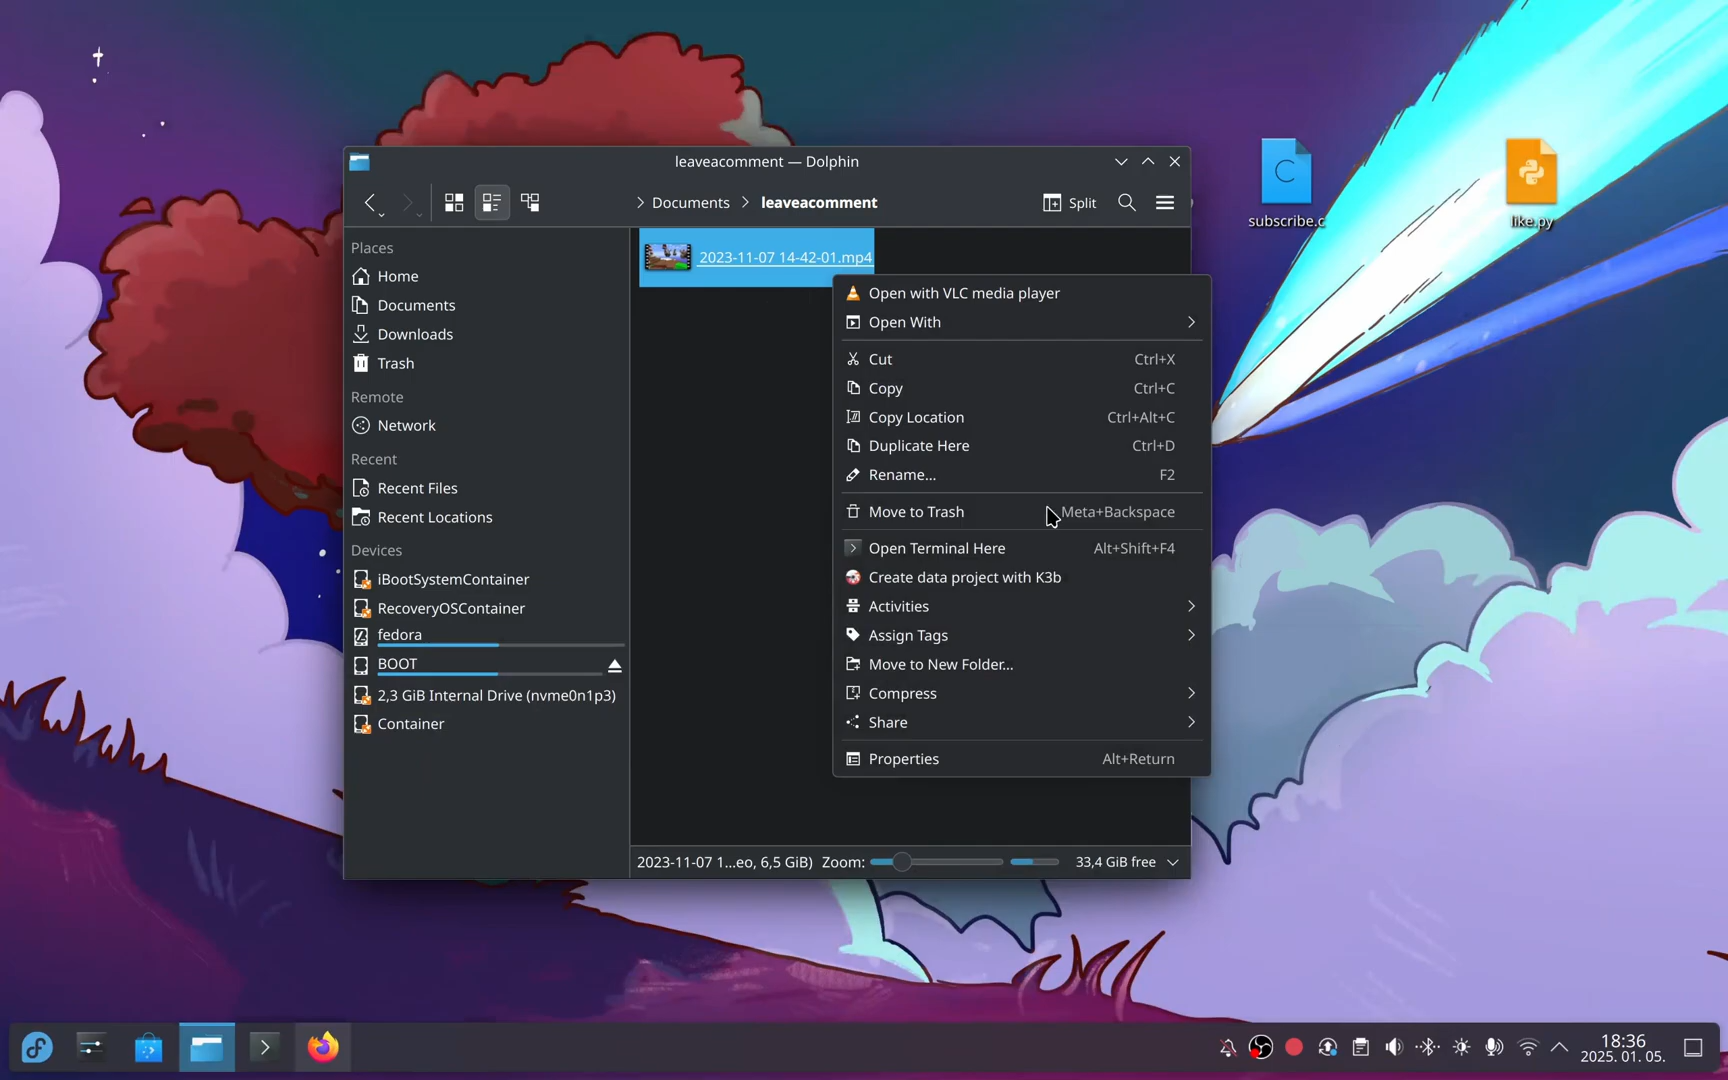 leaveacomment — Dolphin
Documents
leaveacomment
Split
subscribe.c
like.py
Places
Home
Documents
Downloads
Trash
Remote
Network
Recent
Recent Files
Recent Locations
Devices
iBootSystemContainer
RecoveryOSContainer
fedora
BOOT
2,3 GiB Internal Drive (nvme0n1p3)
Container
2023-11-07 14-42-01.mp4
Open with VLC media player
Open With
Cut Ctrl+X
Copy Ctrl+C
Copy Location Ctrl+Alt+C
Duplicate Here Ctrl+D
Rename... F2
Move to Trash Meta+Backspace
Open Terminal Here Alt+Shift+F4
Create data project with K3b
Activities
Assign Tags
Move to New Folder...
Compress
Share
Properties Alt+Return
2023-11-07 1...eo, 6,5 GiB) Zoom: 33,4 GiB free
18:36
2025. 01. 05.